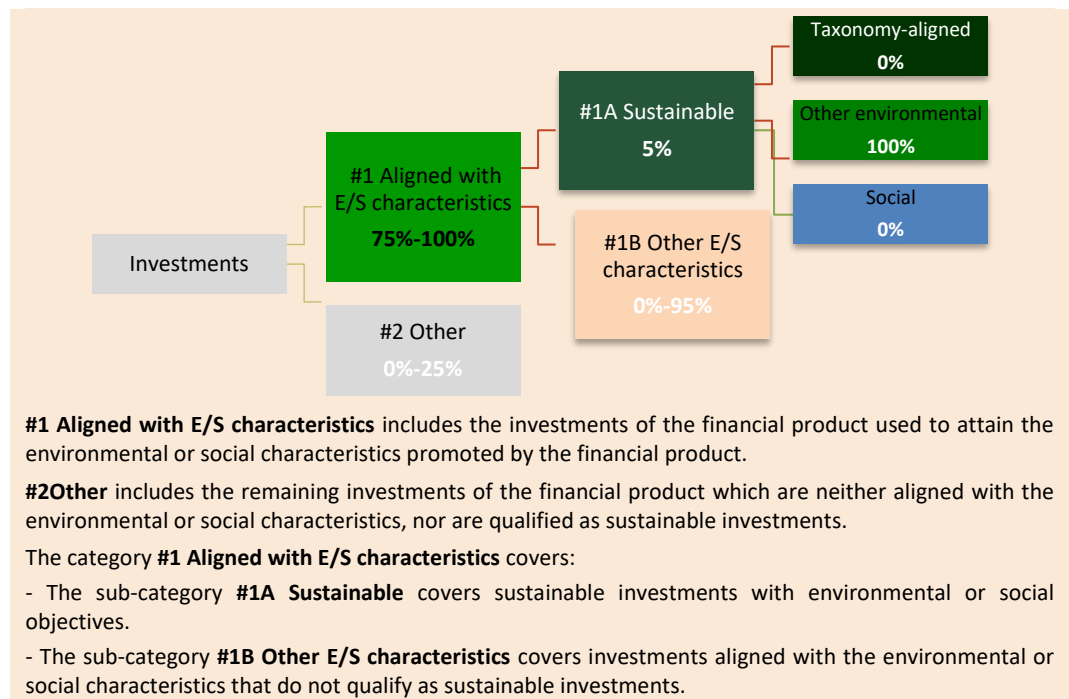 Taxonomy-aligned
0%
#1A Sustainable
5%
Other environmental
100%
#1 Aligned with
E/S characteristics
75%-100%
Social
0%
#1B Other E/S
characteristics
0%-95%
Investments
#2 Other
0%-25%
#1 Aligned with E/S characteristics includes the investments of the financial product used to attain the
environmental or social characteristics promoted by the financial product.
#2Other includes the remaining investments of the financial product which are neither aligned with the
environmental or social characteristics, nor are qualified as sustainable investments.
The category #1 Aligned with E/S characteristics covers:
- The sub-category #1A Sustainable covers sustainable investments with environmental or social
objectives.
- The sub-category #1B Other E/S characteristics covers investments aligned with the environmental or
social characteristics that do not qualify as sustainable investments.